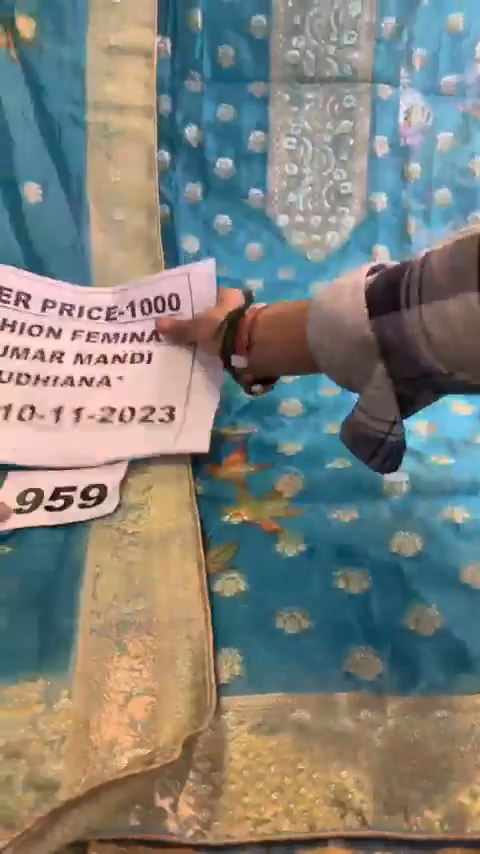 ER PRICE-1000
HION FEMINA
UMAR MANDI
UDHIANA"
10-11-2023
959